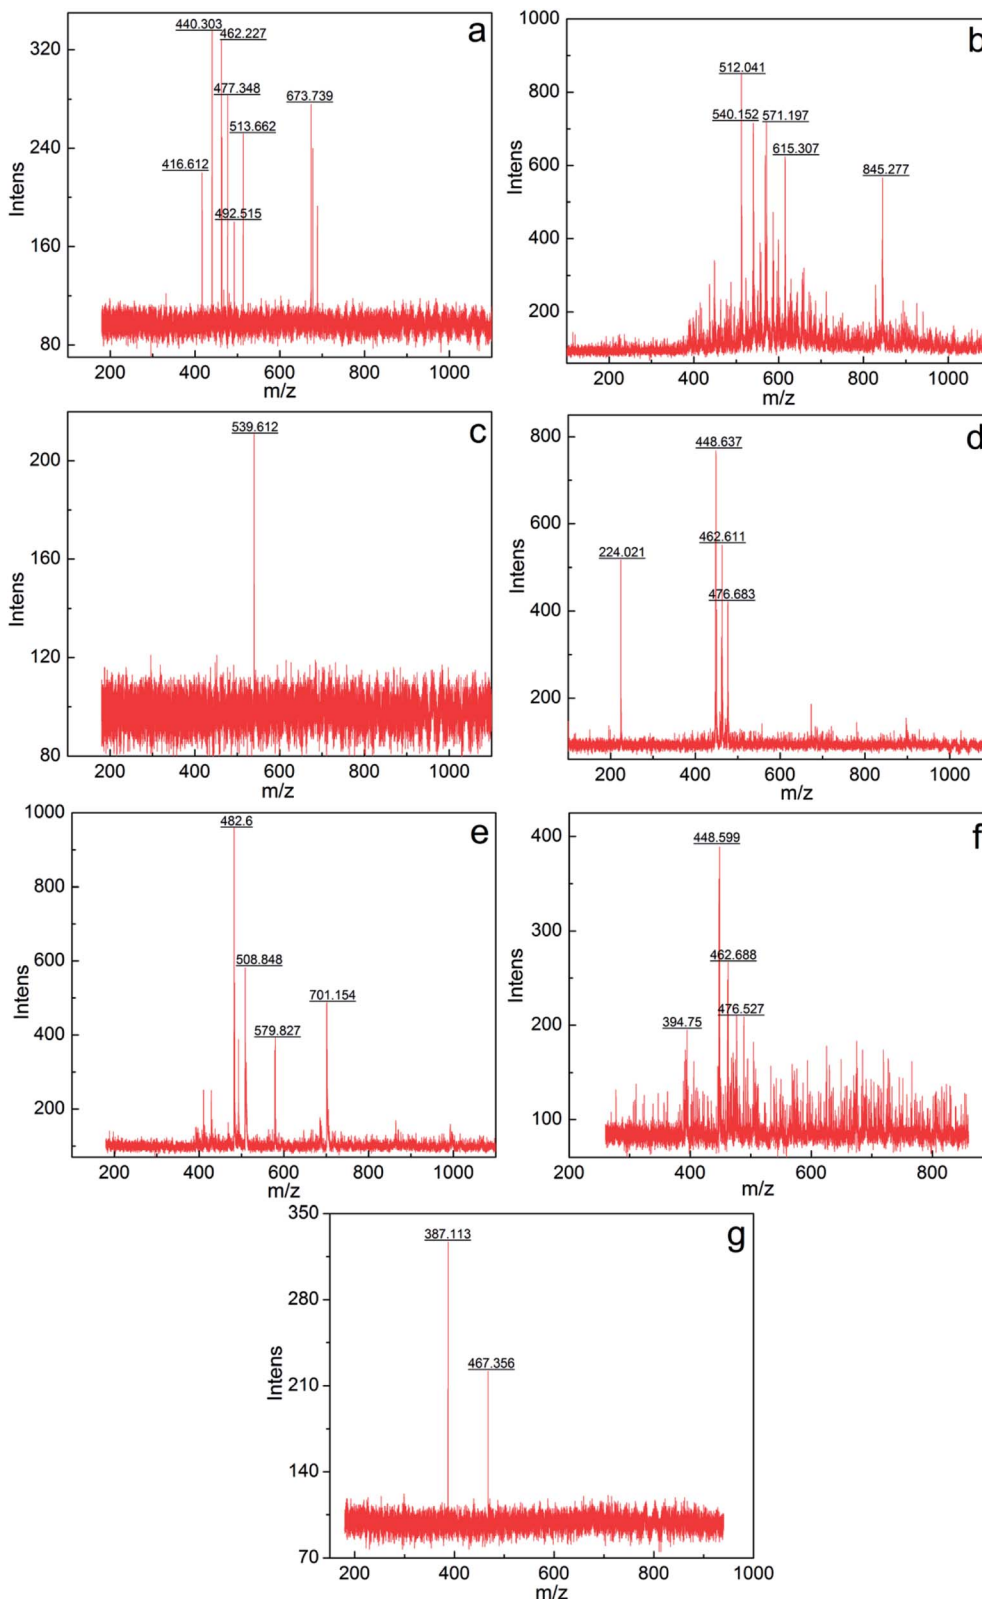 a
440.303
462.227
477.348
673.739
513.662
416.612
492.515
320
240
160
80
Intens
200 400 600 800 1000
m/z
b
1000
512.041
540.152 571.197
615.307
845.277
800
600
400
200
Intens
200 400 600 800 1000
m/z
c
539.612
200
160
120
80
Intens
200 400 600 800 1000
m/z
d
448.637
462.611
224.021
476.683
800
600
400
200
Intens
200 400 600 800 1000
m/z
e
482.6
508.848
701.154
579.827
1000
800
600
400
200
Intens
200 400 600 800 1000
m/z
f
448.599
462.688
476.527
394.75
400
300
200
100
Intens
200 400 600 800
m/z
g
387.113
467.356
350
280
210
140
70
Intens
200 400 600 800 1000
m/z